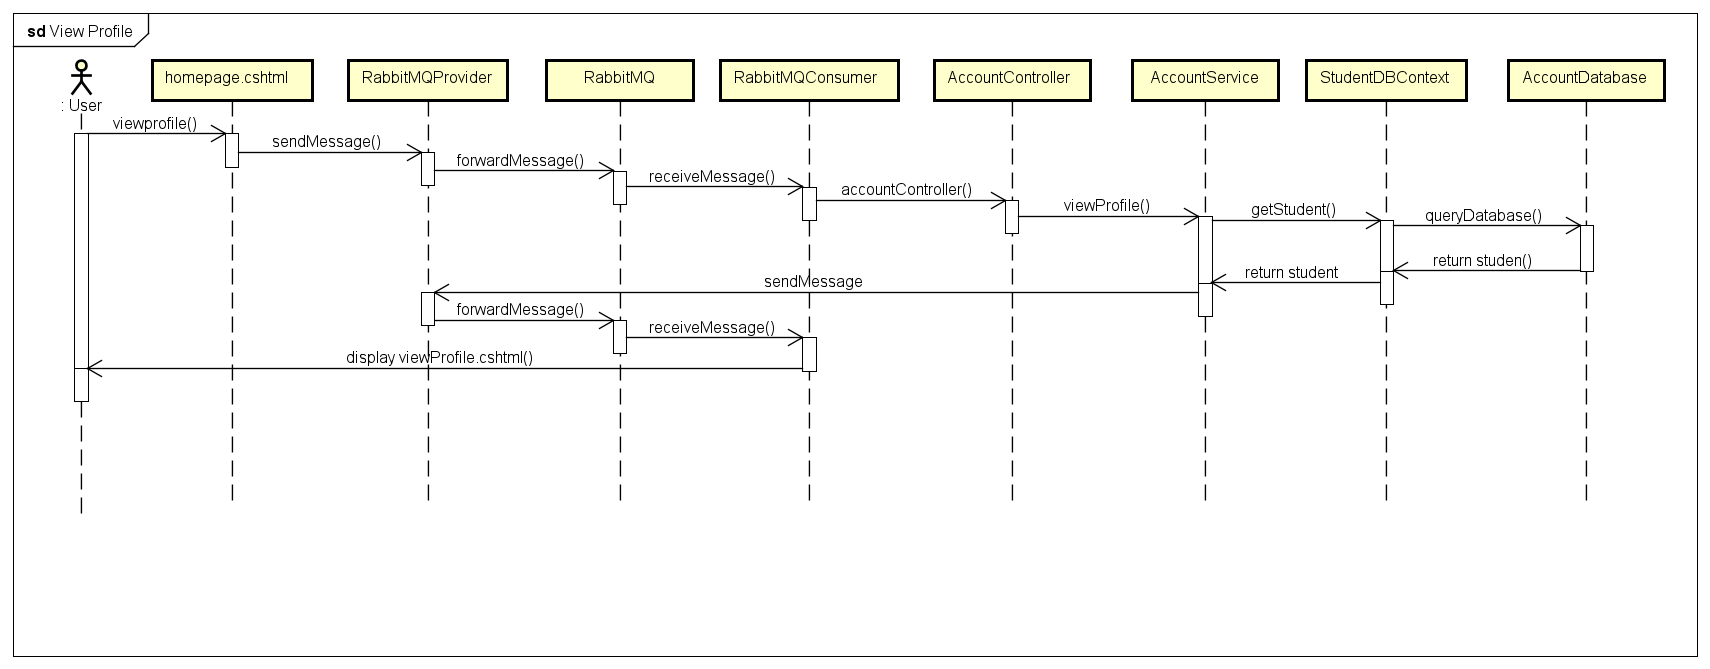 sd View Profile
: User
homepage.cshtml
RabbitMQProvider
RabbitMQ
RabbitMQConsumer
AccountController
AccountService
StudentDBContext
AccountDatabase
viewprofile()
sendMessage()
forwardMessage()
receiveMessage()
accountController()
viewProfile()
getStudent()
queryDatabase()
return studen()
return student
sendMessage
forwardMessage()
receiveMessage()
display viewProfile.cshtml()